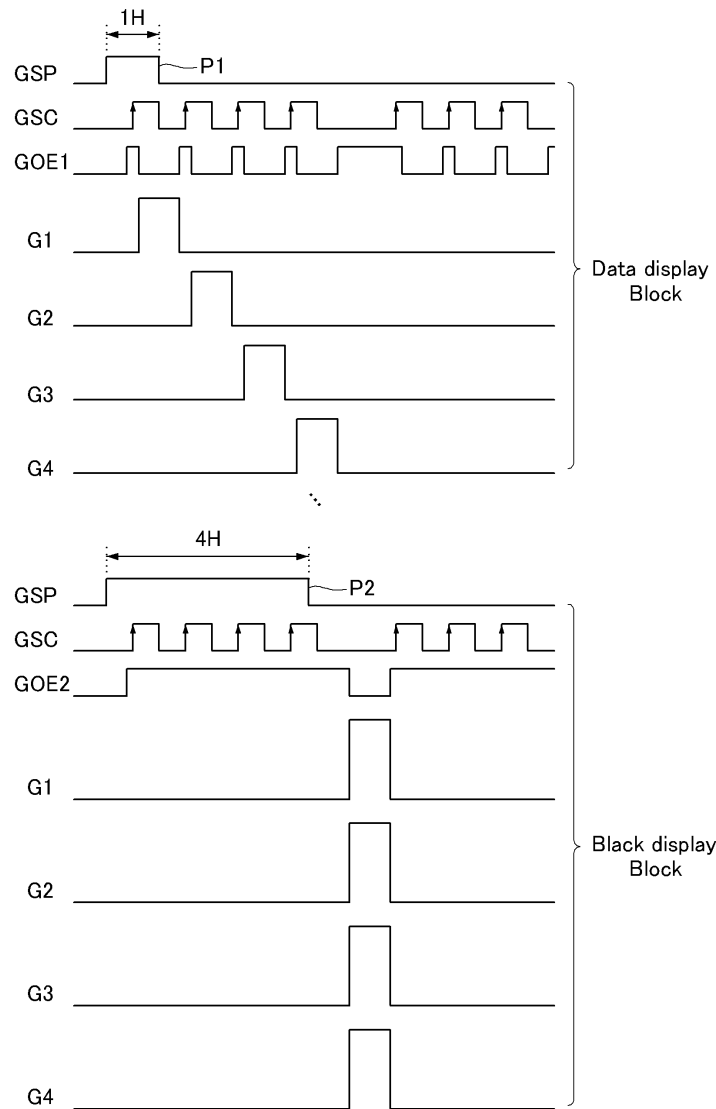 1H
GSP
P1
GSC
GOE1
G1
G2
G3
G4
Data display
Block
4H
GSP
P2
GSC
GOE2
G1
G2
G3
G4
Black display
Block